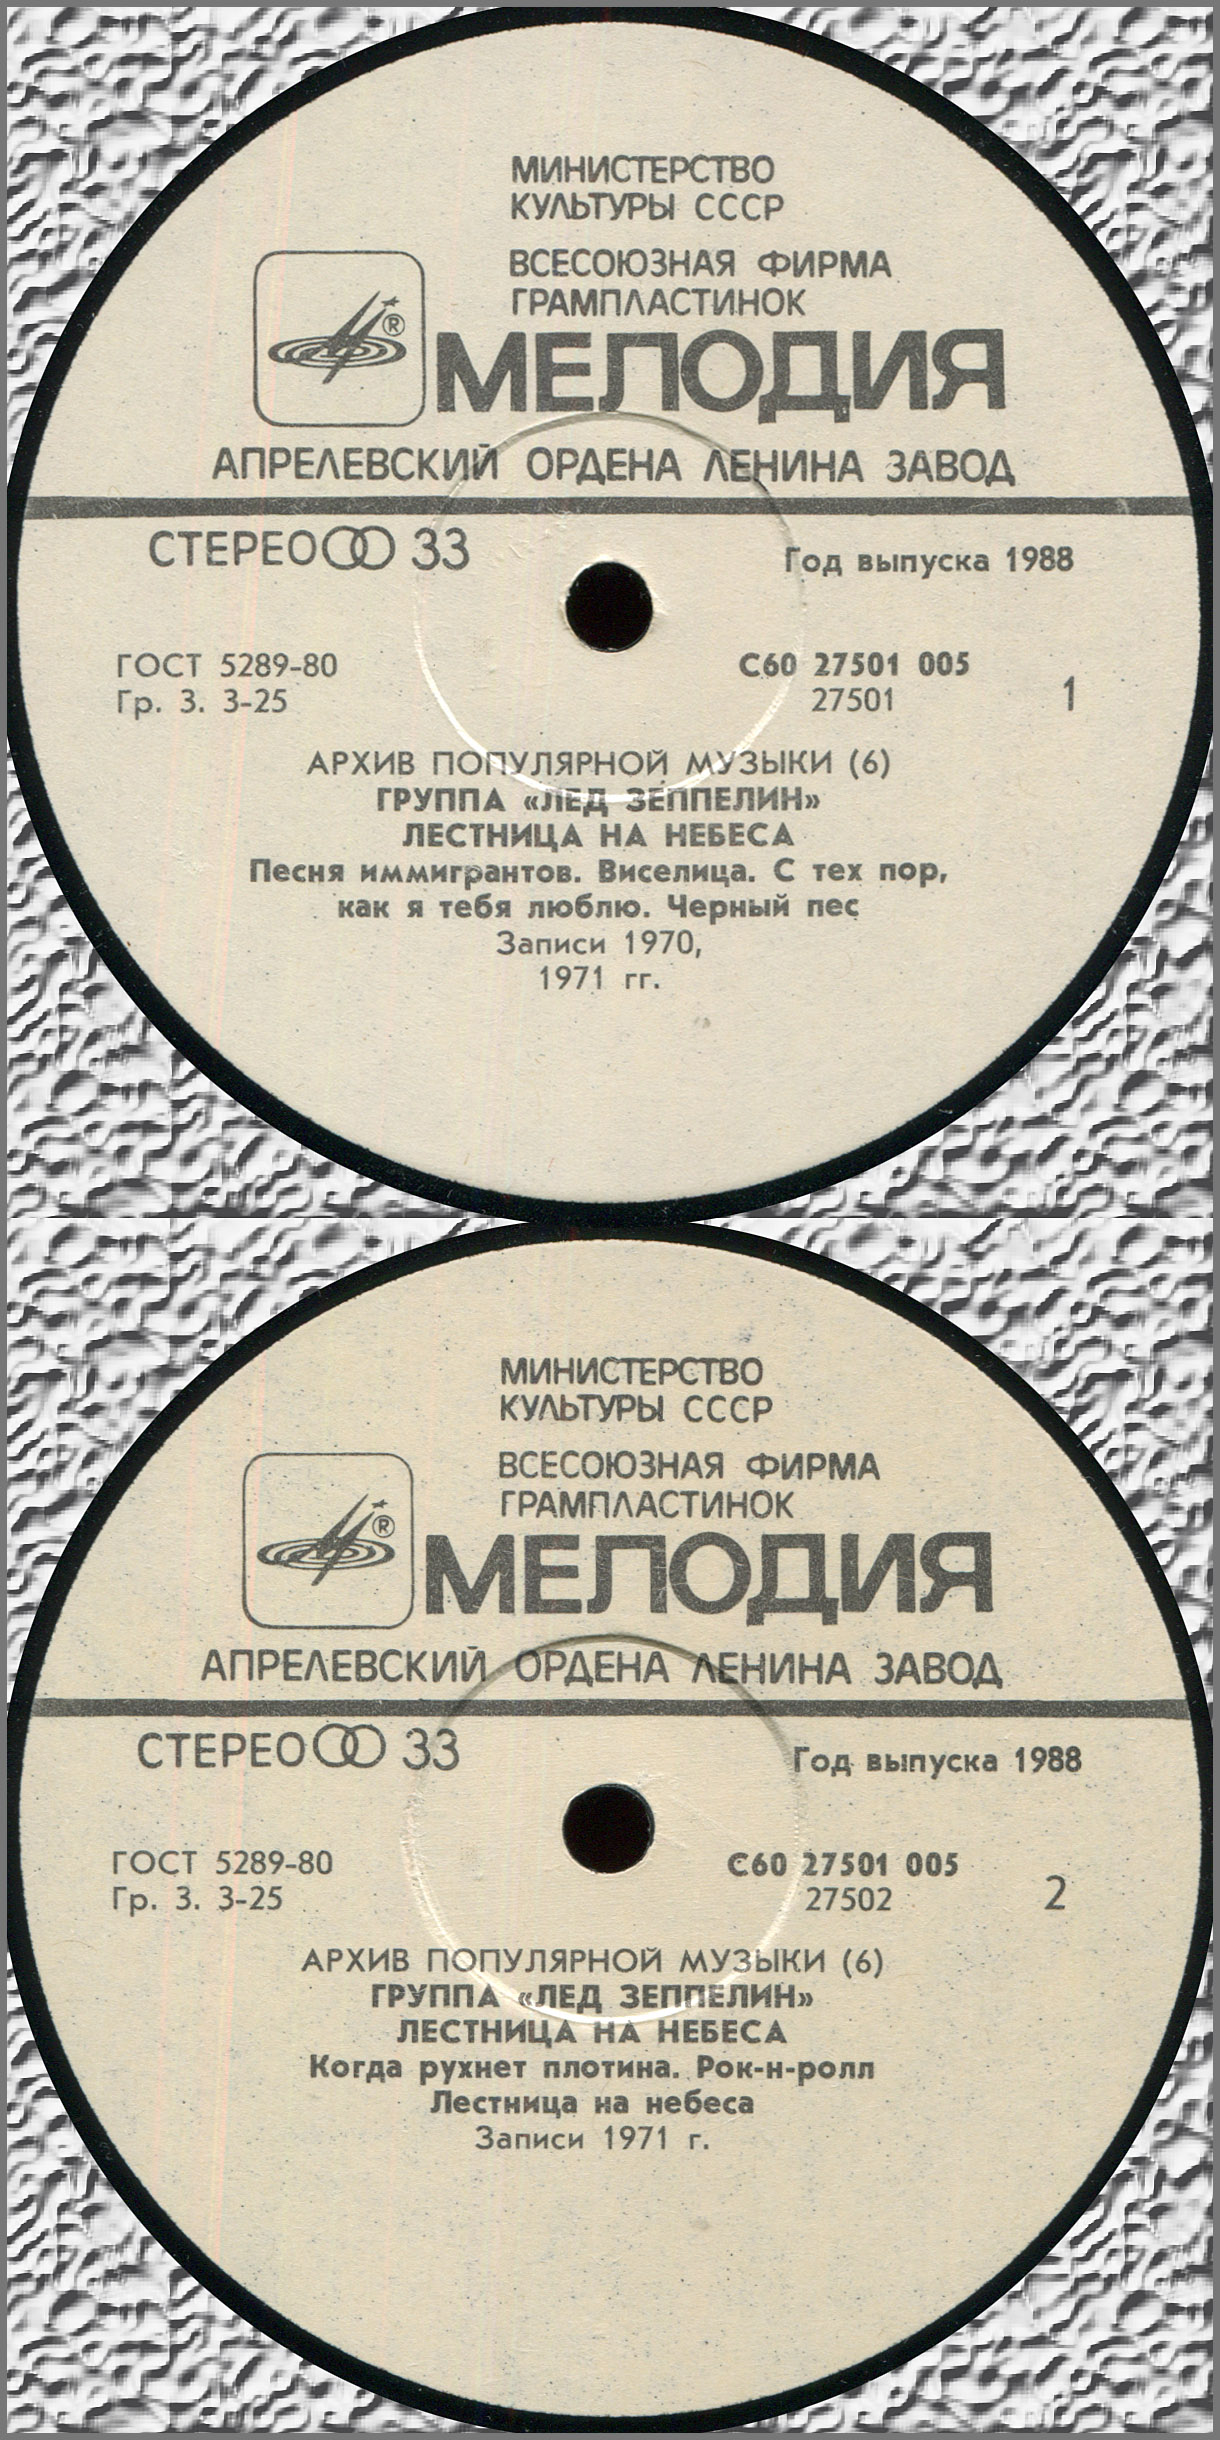 МИНИСТЕРСТВО
КУЛЬТУРЫ СССР
ВСЕСОЮЗНАЯ ФИРМА
ГРАМПЛАСТИНОК
®
МЕЛОДИЯ
АПРЕЛЕВСКИЙ ОРДЕНА ЛЕНИНА ЗАВОД
СТЕРЕО 33
Год выпуска 1988
ГОСТ 5289-80
Гр. 3. 3-25
С60 27501 005
27501
1
АРХИВ ПОПУЛЯРНОЙ МУЗЫКИ (6)
ГРУППА «ЛЕД ЗЕППЕЛИН»
ЛЕСТНИЦА НА НЕБЕСА
Песня иммигрантов. Виселица. С тех пор,
как я тебя люблю. Черный пес
Записи 1970,
1971 гг.
МИНИСТЕРСТВО
КУЛЬТУРЫ СССР
ВСЕСОЮЗНАЯ ФИРМА
ГРАМПЛАСТИНОК
®
МЕЛОДИЯ
АПРЕЛЕВСКИЙ ОРДЕНА ЛЕНИНА ЗАВОД
СТЕРЕО 33
Год выпуска 1988
ГОСТ 5289-80
Гр. 3. 3-25
С60 27501 005
27502
2
АРХИВ ПОПУЛЯРНОЙ МУЗЫКИ (6)
ГРУППА «ЛЕД ЗЕППЕЛИН»
ЛЕСТНИЦА НА НЕБЕСА
Когда рухнет плотина. Рок-н-ролл
Лестница на небеса
Записи 1971 г.